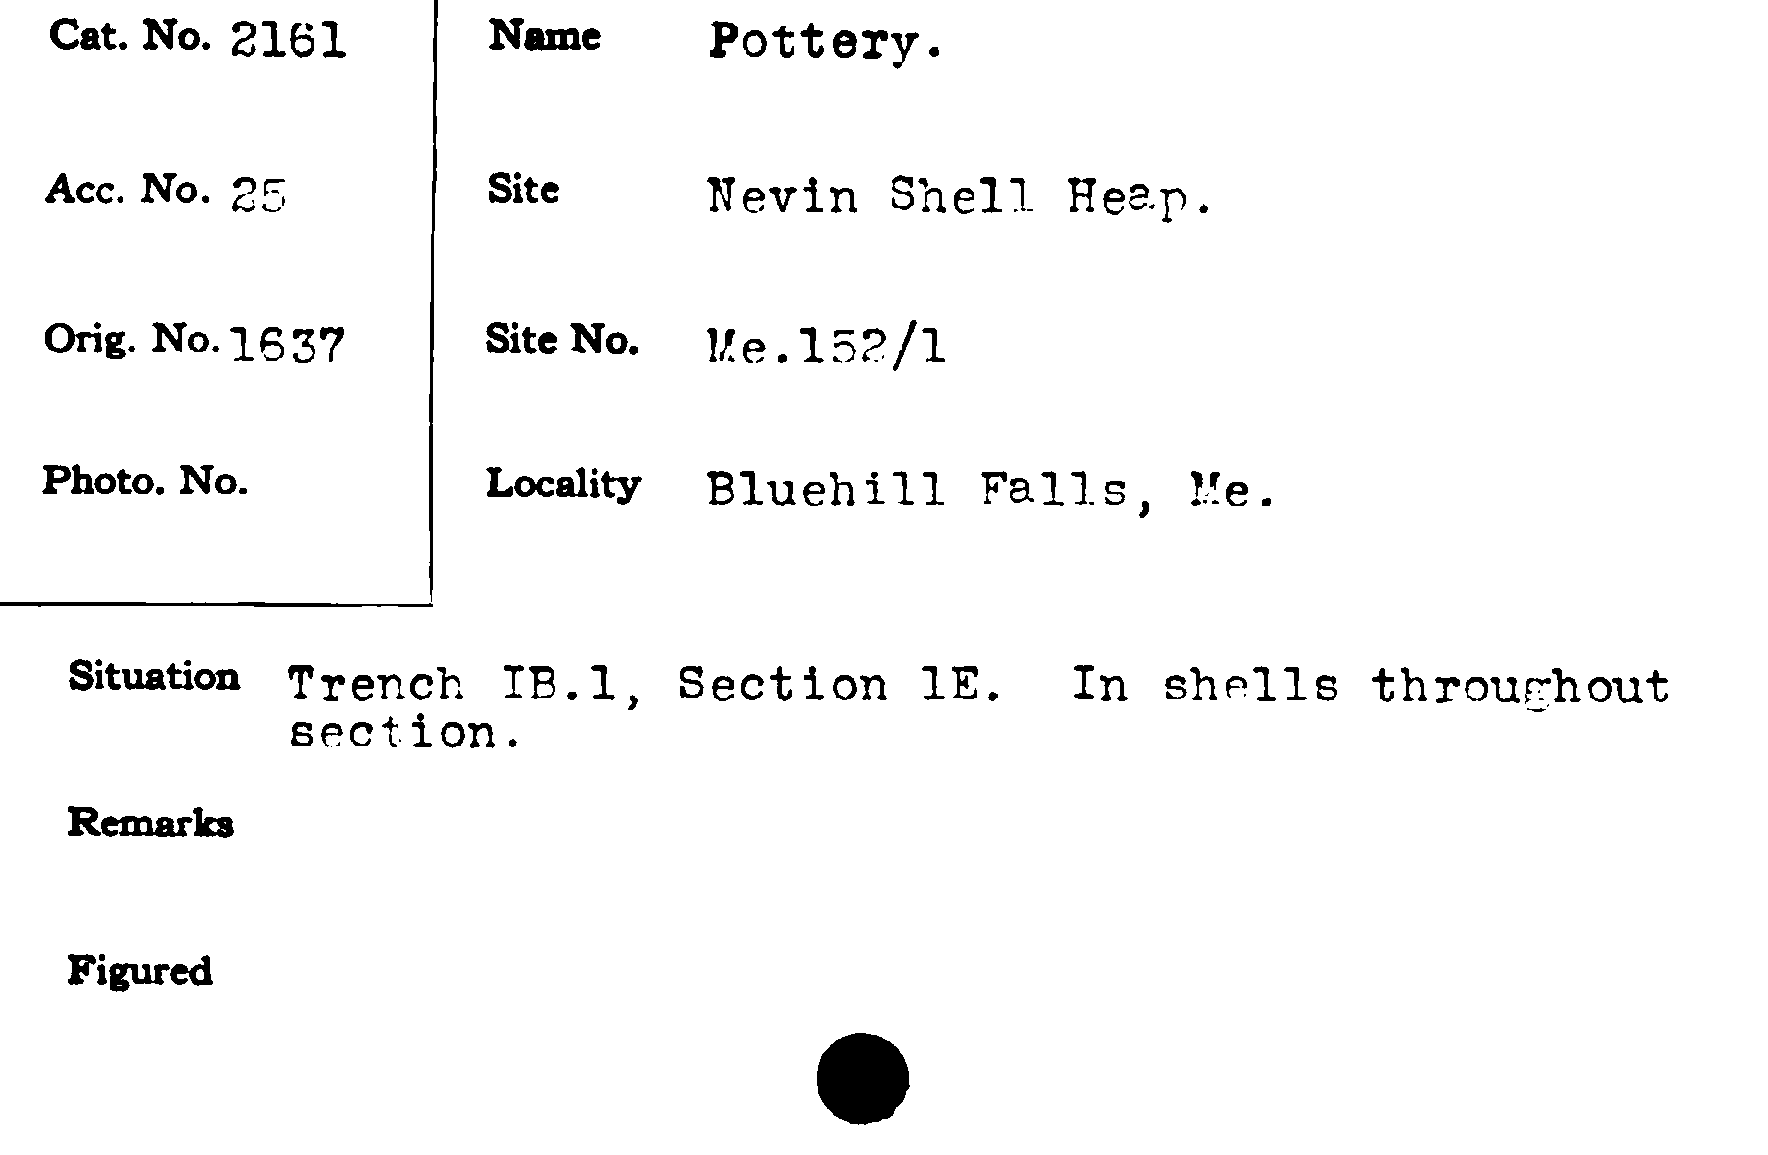 Cat. No. 2161
Name Pottery.
Acc. No. 25
Site Nevin Shell Heap.
Orig. No. 1637
Site No. Me.152/1
Photo. No.
Locality Bluehill Falls, Me.
Situation Trench IB.1, Section 1E. In shells throughout
section.
Remarks
Figured